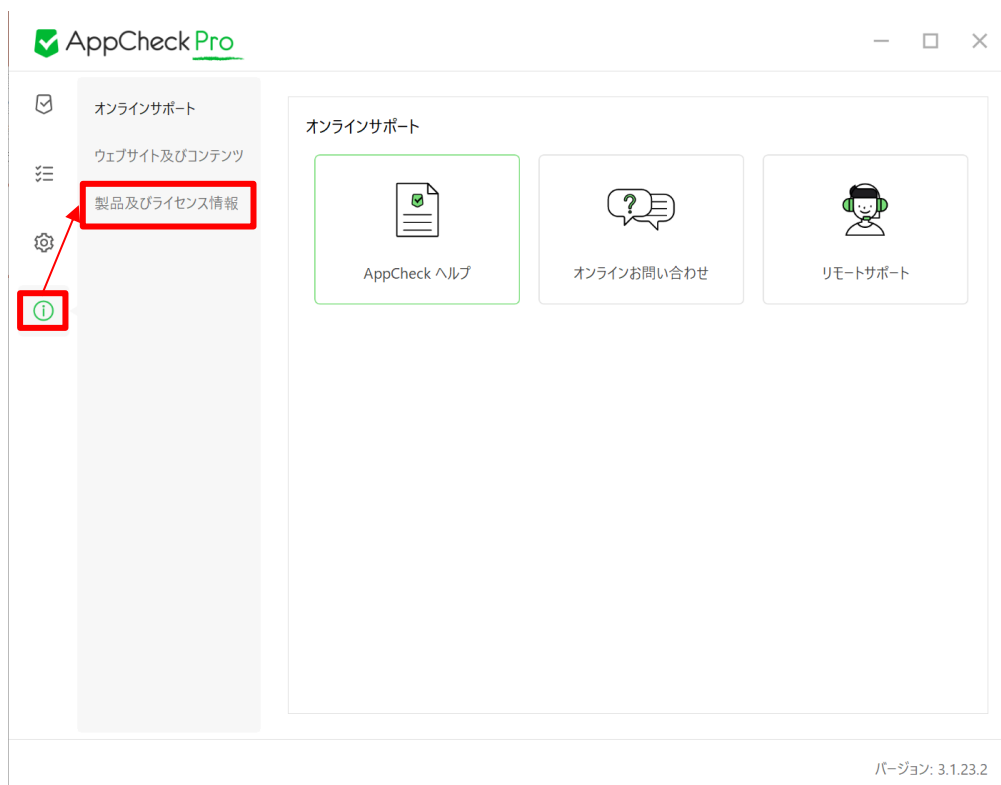 AppCheck Pro
オンラインサポート
ウェブサイト及びコンテンツ
製品及びライセンス情報
オンラインサポート
AppCheck ヘルプ
オンラインお問い合わせ
リモートサポート
バージョン: 3.1.23.2